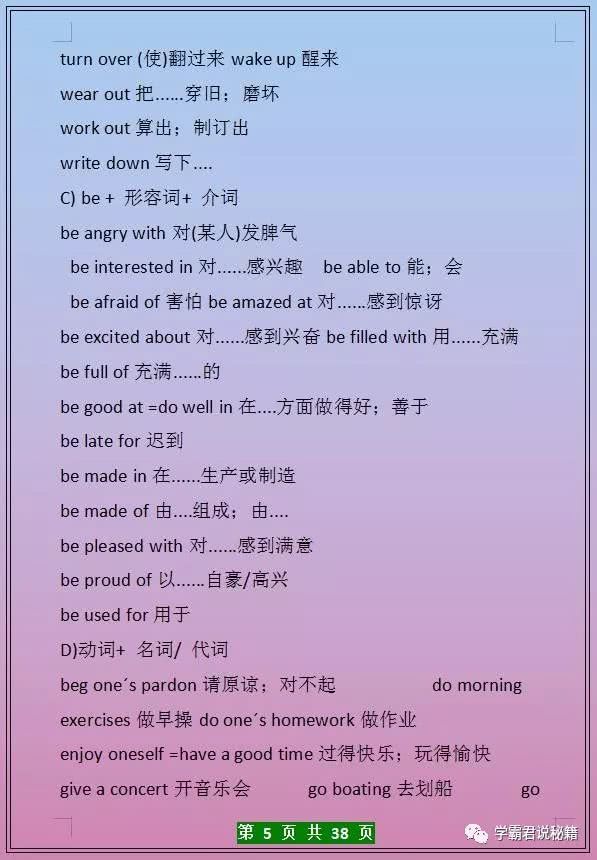 turn over (使)翻过来 wake up 醒来
wear out 把……穿旧；磨坏
work out 算出；制订出
write down 写下....
C) be + 形容词+ 介词
be angry with 对(某人)发脾气
be interested in 对……感兴趣 be able to 能；会
be afraid of 害怕 be amazed at 对……感到惊讶
be excited about 对……感到兴奋 be filled with 用……充满
be full of 充满……的
be good at =do well in 在....方面做得好；善于
be late for 迟到
be made in 在……生产或制造
be made of 由....组成；由....
be pleased with 对……感到满意
be proud of 以……自豪/高兴
be used for 用于
D)动词+ 名词/ 代词
beg one´s pardon 请原谅；对不起 do morning
exercises 做早操 do one´s homework 做作业
enjoy oneself =have a good time 过得快乐；玩得愉快
give a concert 开音乐会 go boating 去划船 go
第 5 页 共 38 页
学霸君说秘籍